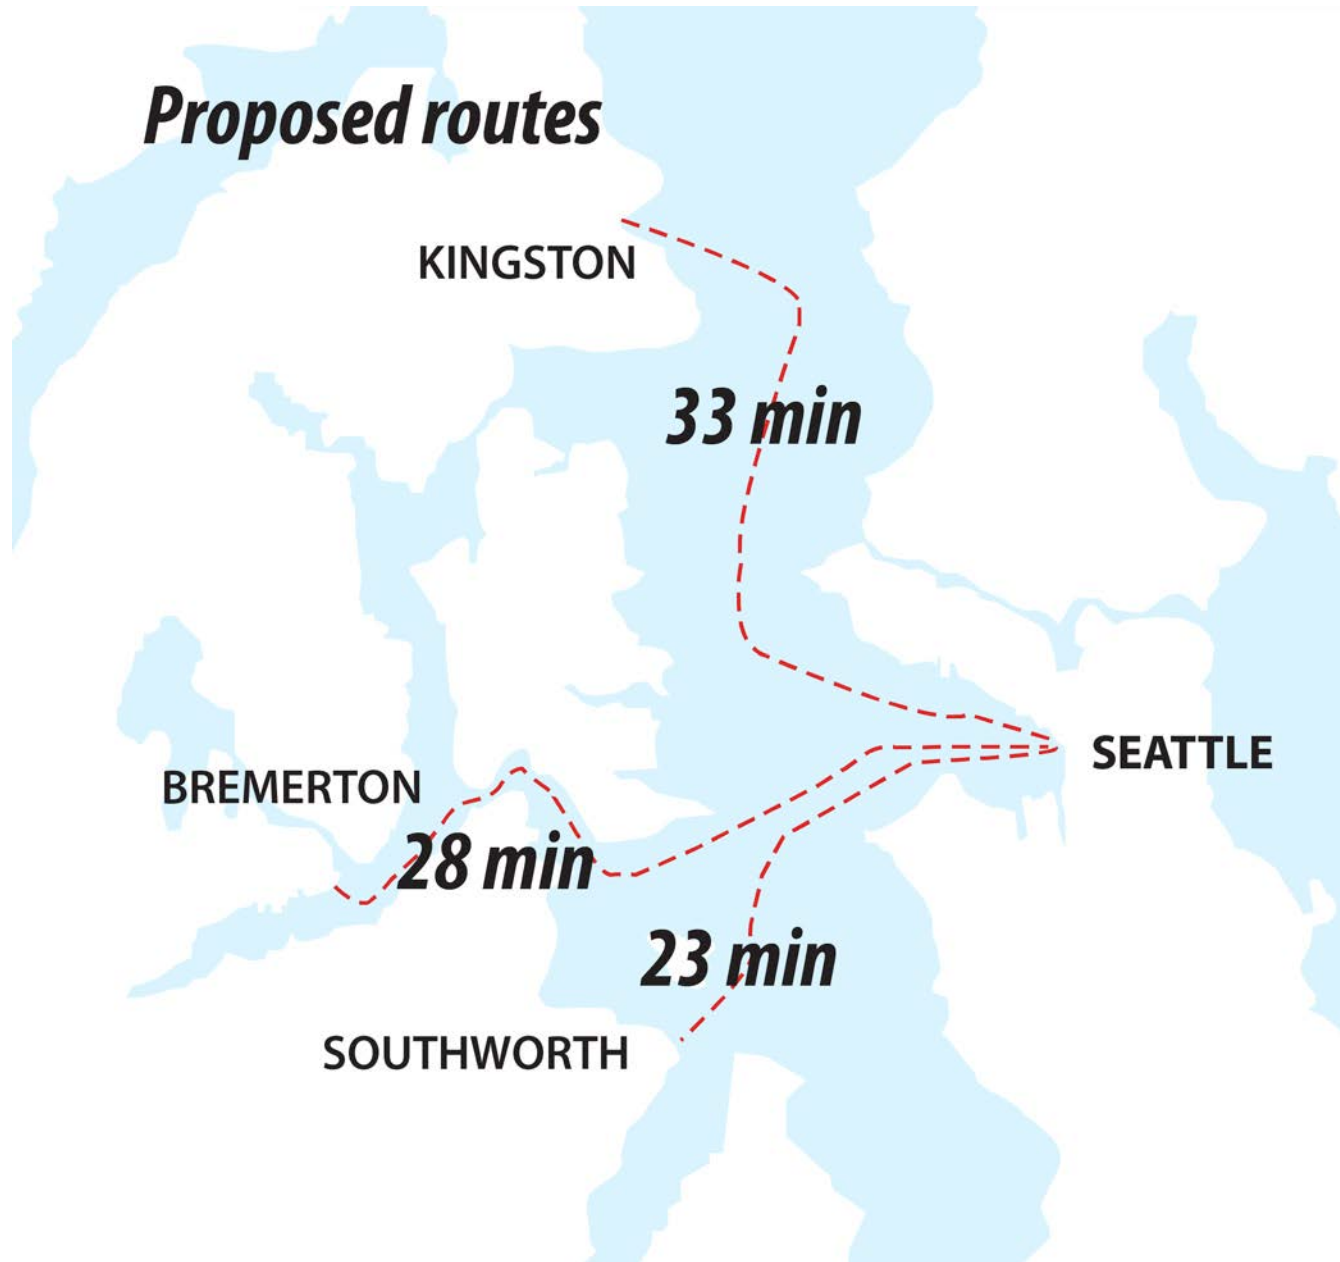 Proposed routes
KINGSTON
33 min
SEATTLE
BREMERTON
28 min
23 min
SOUTHWORTH